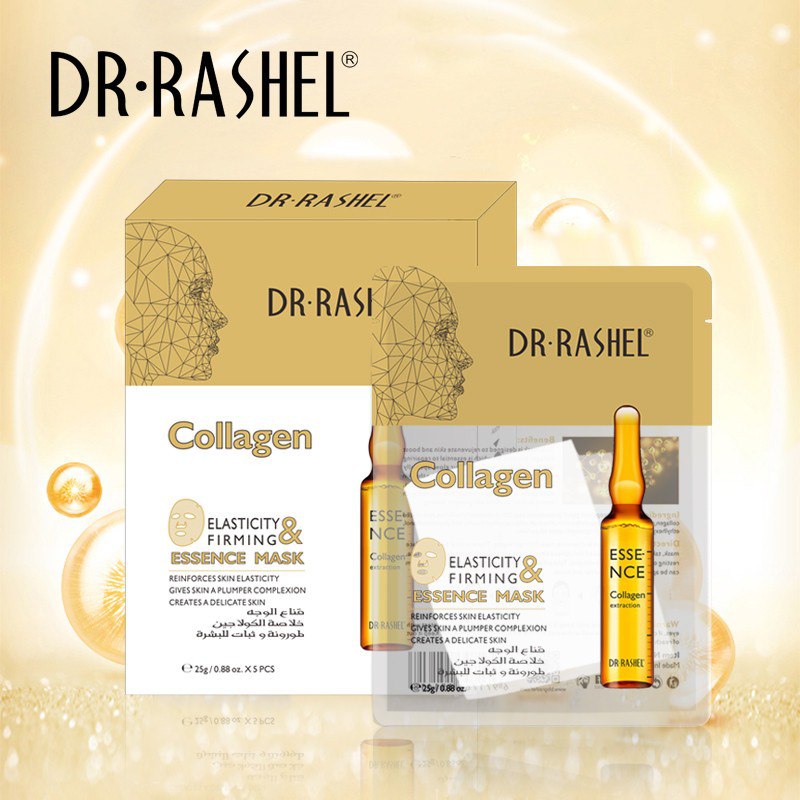 DR·RASHEL®
DR·RASHEL®
DR·RASH
Collagen
ELASTICITY &
FIRMING
ESSENCE MASK
REINFORCES SKIN ELASTICITY
GIVES SKIN A PLUMPER COMPLEXION
CREATES A DELICATE SKIN
قناع الوجه
خلاصة الكولاجين
طورونة و ثبات للبشرة
℮ 25g / 0.88 oz. X 5 PCS
ESSE-
NCE
Collagen
extraction
DR·RASHEL
DR·RASHEL®
Collagen
ELASTICITY &
FIRMING
ESSENCE MASK
REINFORCES SKIN ELASTICITY
GIVES SKIN A PLUMPER COMPLEXION
CREATES A DELICATE SKIN
قناع الوجه
خلاصة الكولاجين
طورونة و ثبات للبشرة
℮ 25g / 0.88 oz.
ESSE-
NCE
Collagen
extraction
DR·RASHEL